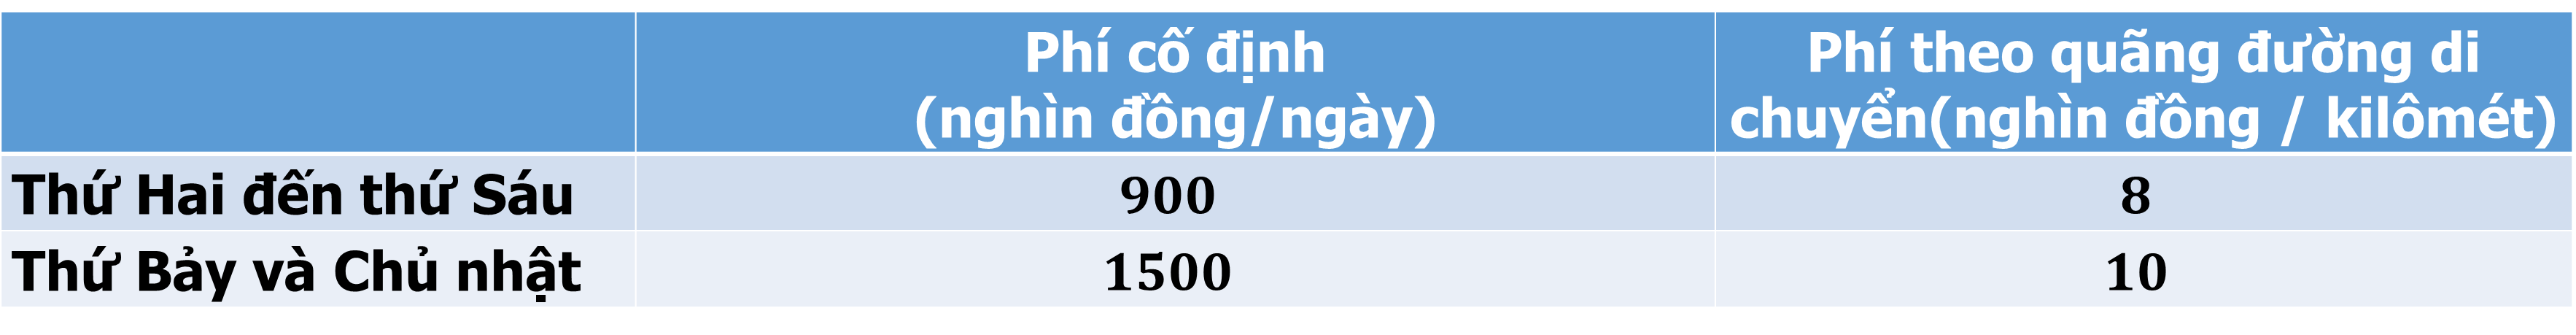 Phí cố định
(nghìn đồng/ngày)
Phí theo quãng đường di
chuyển(nghìn đồng / kilômét)
Thứ Hai đến thứ Sáu
900
8
Thứ Bảy và Chủ nhật
1500
10